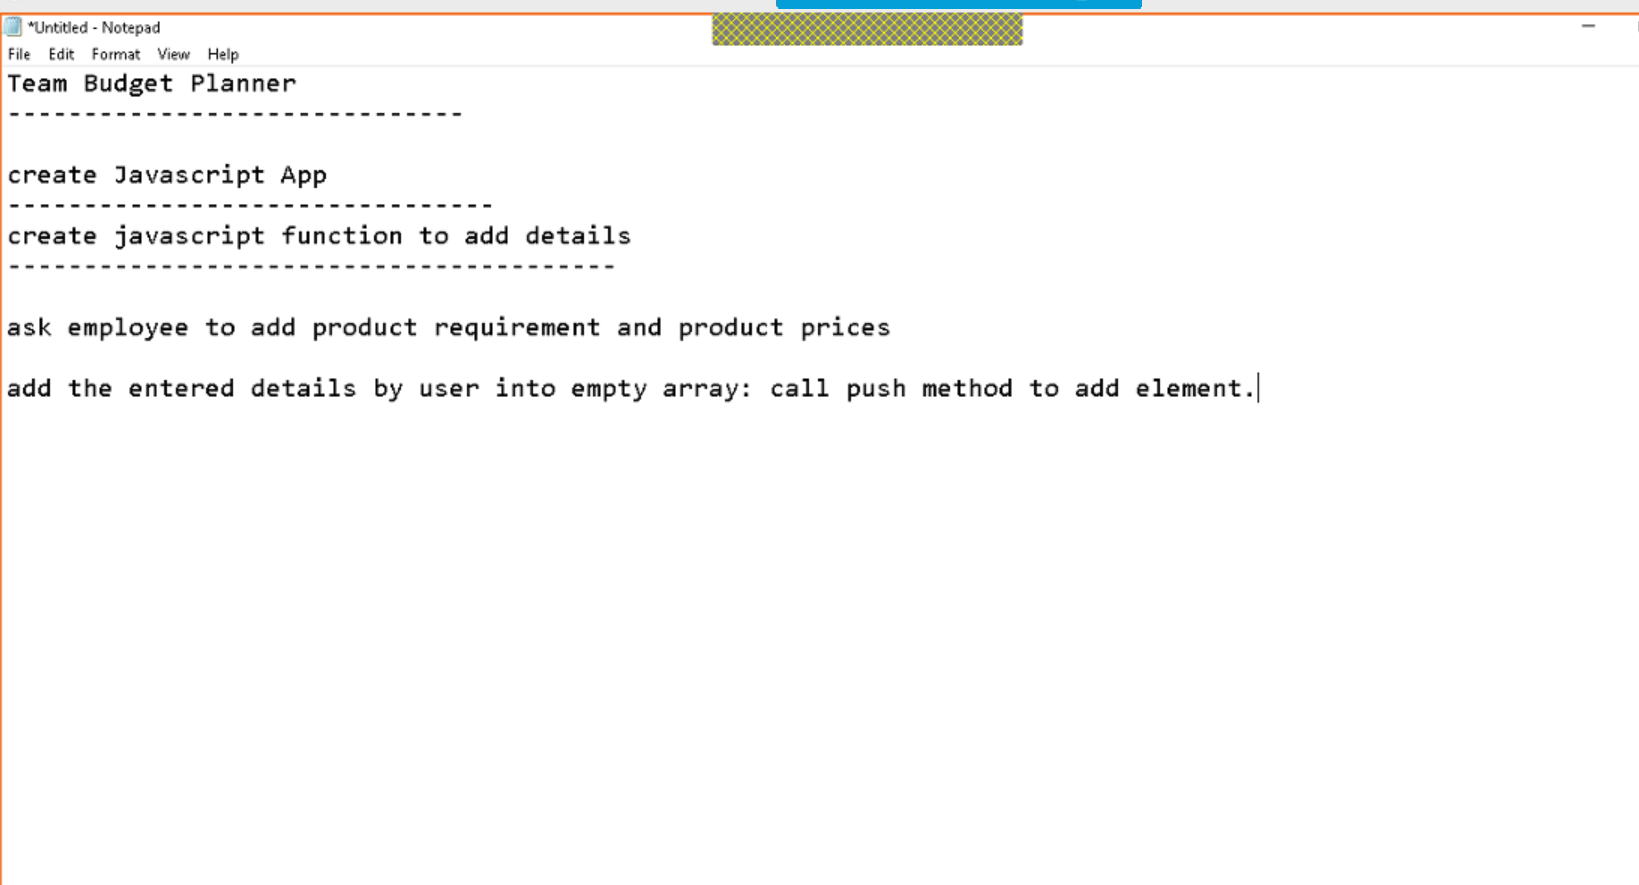 *Untitled - Notepad
File Edit Format View Help
Team Budget Planner
------------------------------
create Javascript App
--------------------------------
create javascript function to add details
----------------------------------------
ask employee to add product requirement and product prices
add the entered details by user into empty array: call push method to add element.